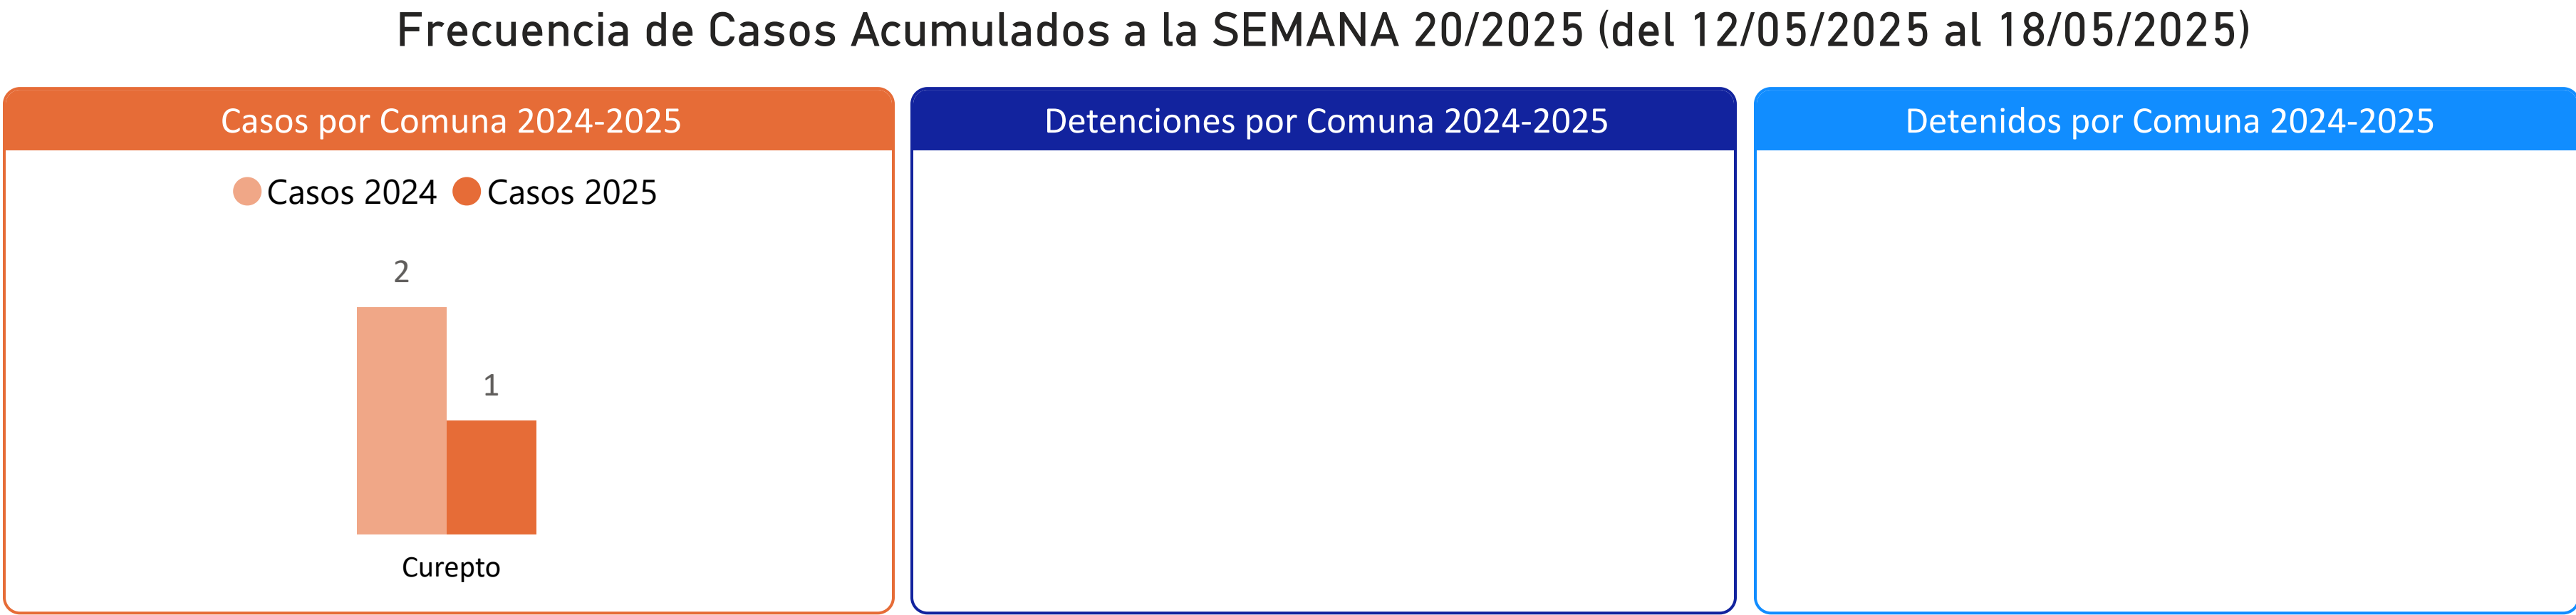 Frecuencia de Casos Acumulados a la SEMANA 20/2025 (del 12/05/2025 al 18/05/2025)
Casos por Comuna 2024-2025
Casos 2024 Casos 2025
2
1
Curepto
Detenciones por Comuna 2024-2025
Detenidos por Comuna 2024-2025